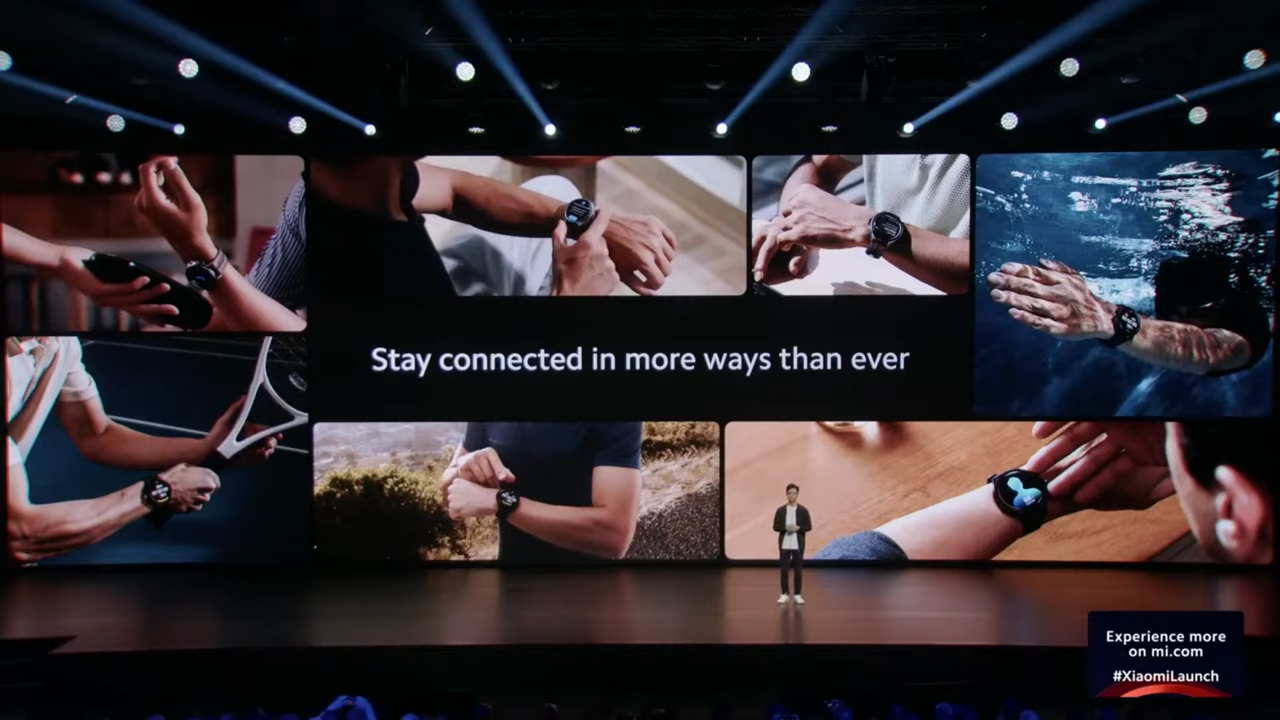 Stay connected in more ways than ever
Experience more
on mi.com
#XiaomiLaunch